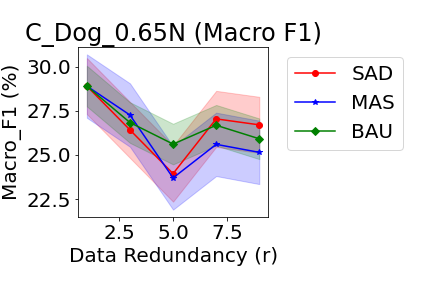 C_Dog_0.65N (Macro F1)
Macro_F1 (%)
30.0
27.5
25.0
22.5
2.5 5.0 7.5
Data Redundancy (r)
SAD
MAS
BAU